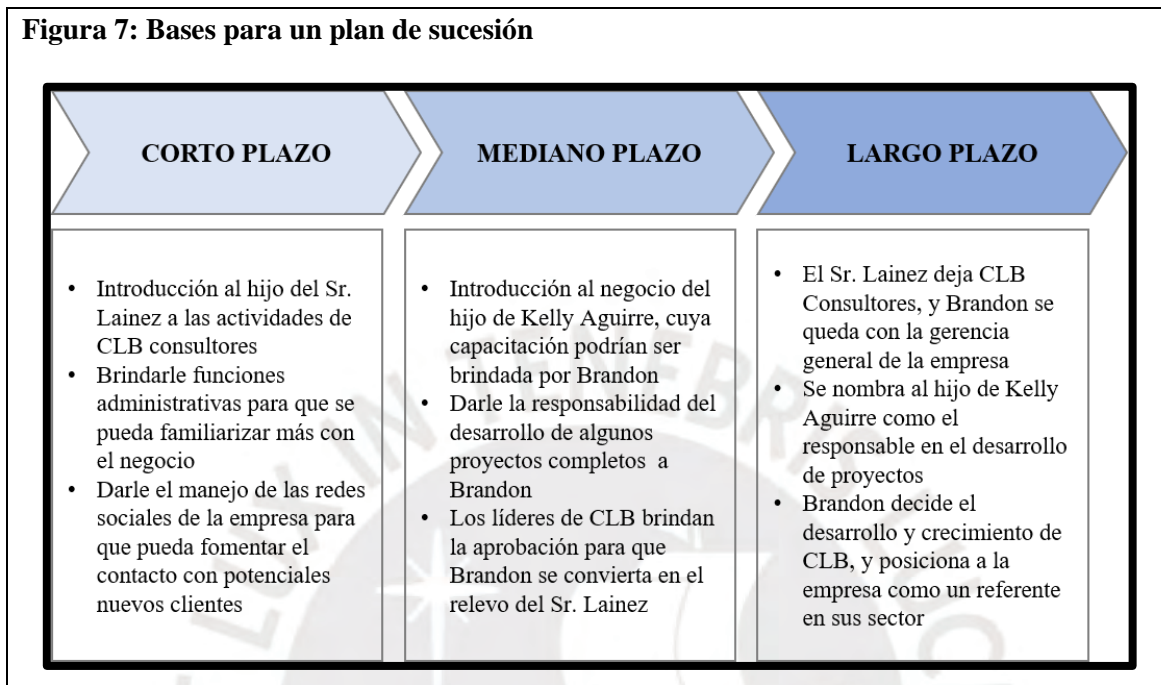 Figura 7: Bases para un plan de sucesión
CORTO PLAZO
MEDIANO PLAZO
LARGO PLAZO
• Introducción al hijo del Sr.
Lainez a las actividades de
CLB consultores
• Brindarle funciones
administrativas para que se
pueda familiarizar más con
el negocio
• Darle el manejo de las redes
sociales de la empresa para
que pueda fomentar el
contacto con potenciales
nuevos clientes
• Introducción al negocio del
hijo de Kelly Aguirre, cuya
capacitación podrían ser
brindada por Brandon
• Darle la responsabilidad del
desarrollo de algunos
proyectos completos a
Brandon
• Los líderes de CLB brindan
la aprobación para que
Brandon se convierta en el
relevo del Sr. Lainez
• El Sr. Lainez deja CLB
Consultores, y Brandon se
queda con la gerencia
general de la empresa
• Se nombra al hijo de Kelly
Aguirre como el
responsable en el desarrollo
de proyectos
• Brandon decide el
desarrollo y crecimiento de
CLB, y posiciona a la
empresa como un referente
en sus sector
LUX IN TENEBRIS LUC